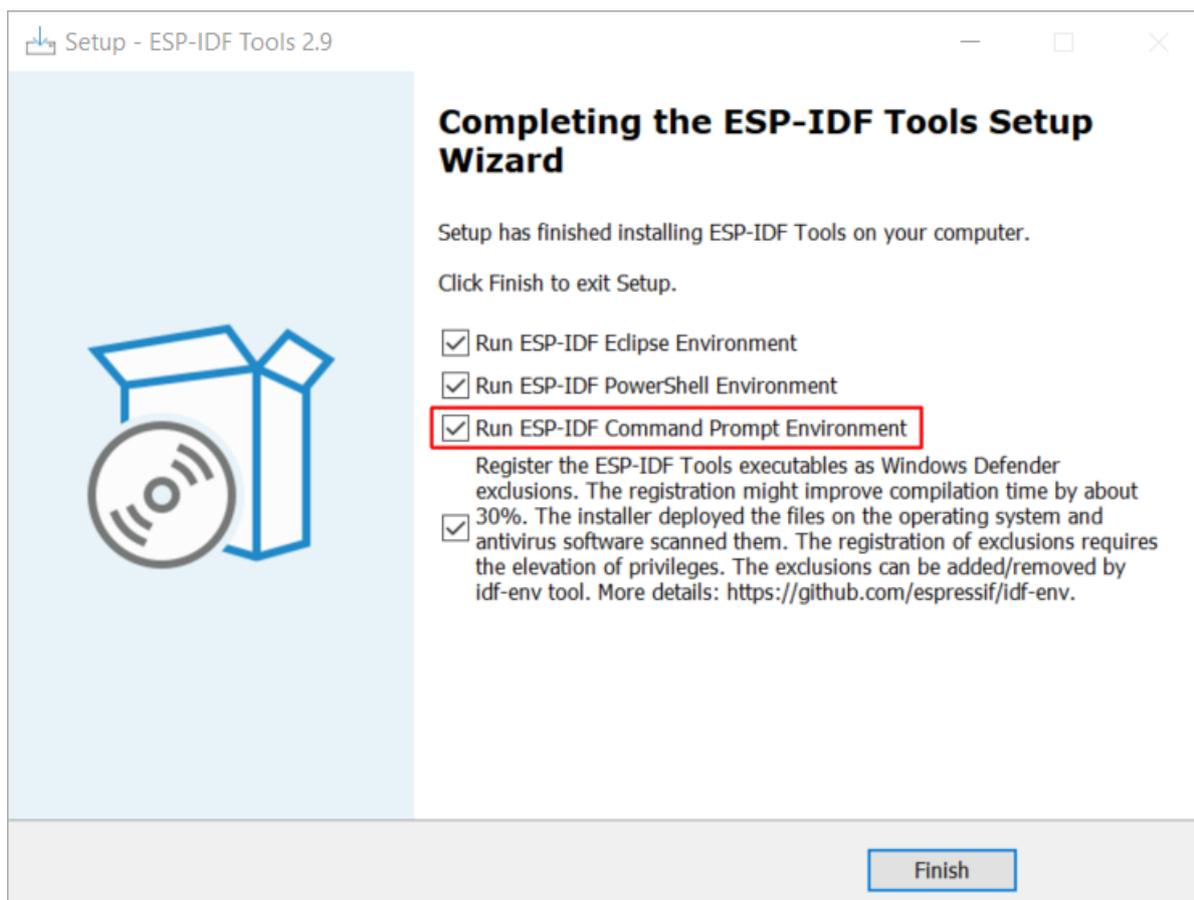 Setup - ESP-IDF Tools 2.9
Completing the ESP-IDF Tools Setup
Wizard
Setup has finished installing ESP-IDF Tools on your computer.
Click Finish to exit Setup.
Run ESP-IDF Eclipse Environment
Run ESP-IDF PowerShell Environment
Run ESP-IDF Command Prompt Environment
Register the ESP-IDF Tools executables as Windows Defender
exclusions. The registration might improve compilation time by about
30%. The installer deployed the files on the operating system and
antivirus software scanned them. The registration of exclusions requires
the elevation of privileges. The exclusions can be added/removed by
idf-env tool. More details: https://github.com/espressif/idf-env.
Finish